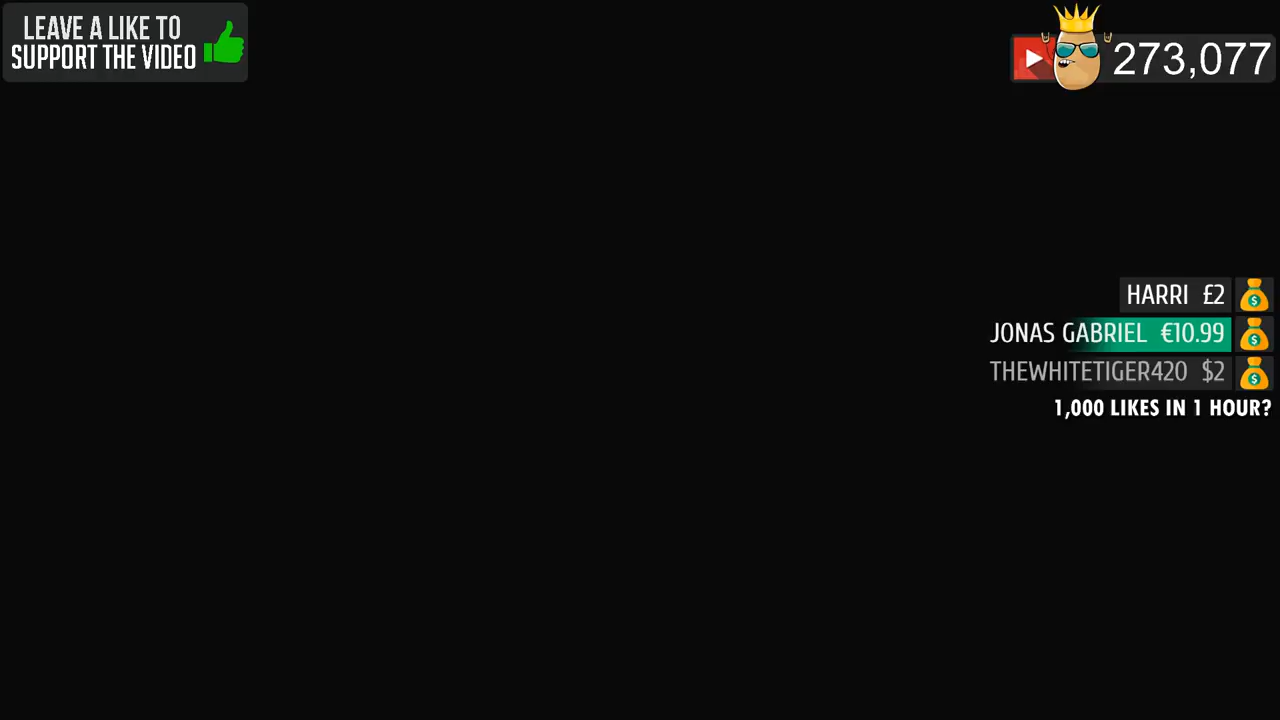 LEAVE A LIKE TO
SUPPORT THE VIDEO
273,077
HARRI £2
JONAS GABRIEL €10.99
THEWHITETIGER420 $2
1,000 LIKES IN 1 HOUR?